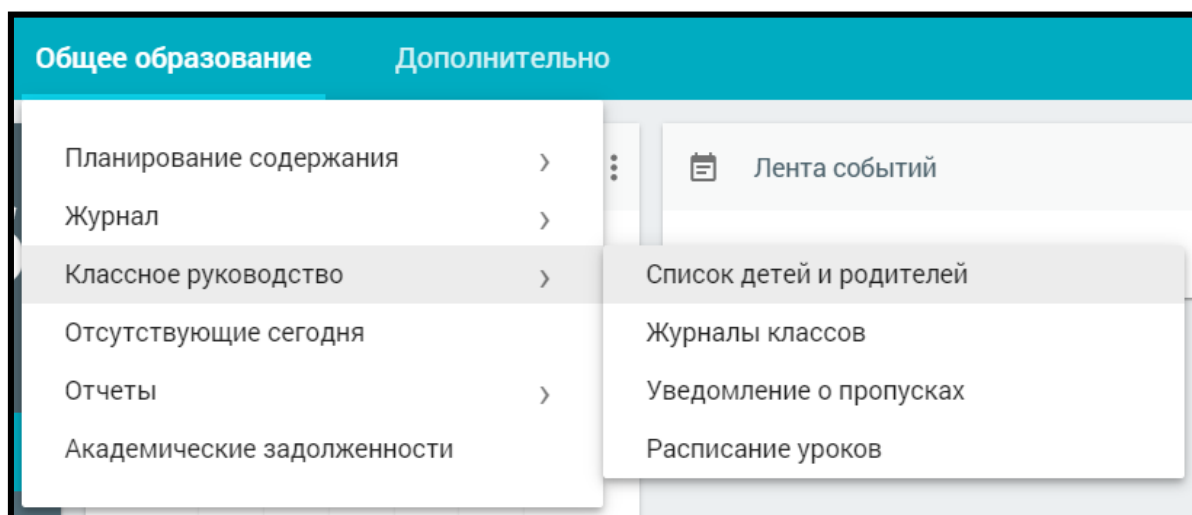 Общее образование Дополнительно
Планирование содержания
Журнал
Классное руководство
Отсутствующие сегодня
Отчеты
Академические задолженности
Лента событий
Список детей и родителей
Журналы классов
Уведомление о пропусках
Расписание уроков